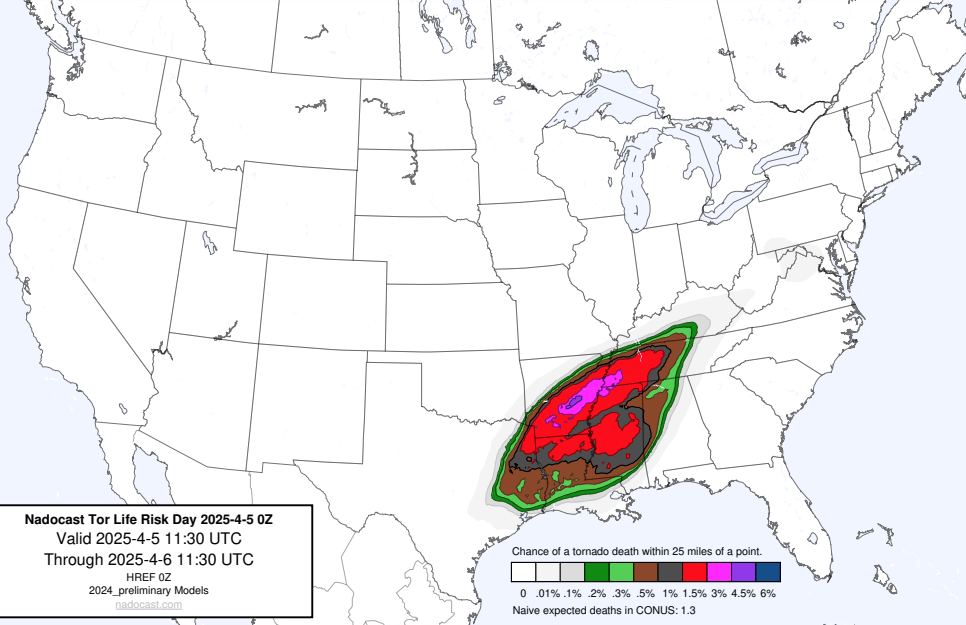 Nadocast Tor Life Risk Day 2025-4-5 0Z
Valid 2025-4-5 11:30 UTC
Through 2025-4-6 11:30 UTC
HREF 0Z
2024_preliminary Models
nadocast.com
Chance of a tornado death within 25 miles of a point.
0 .01% .1% .2% .3% .5% 1% 1.5% 3% 4.5% 6%
Naive expected deaths in CONUS: 1.3